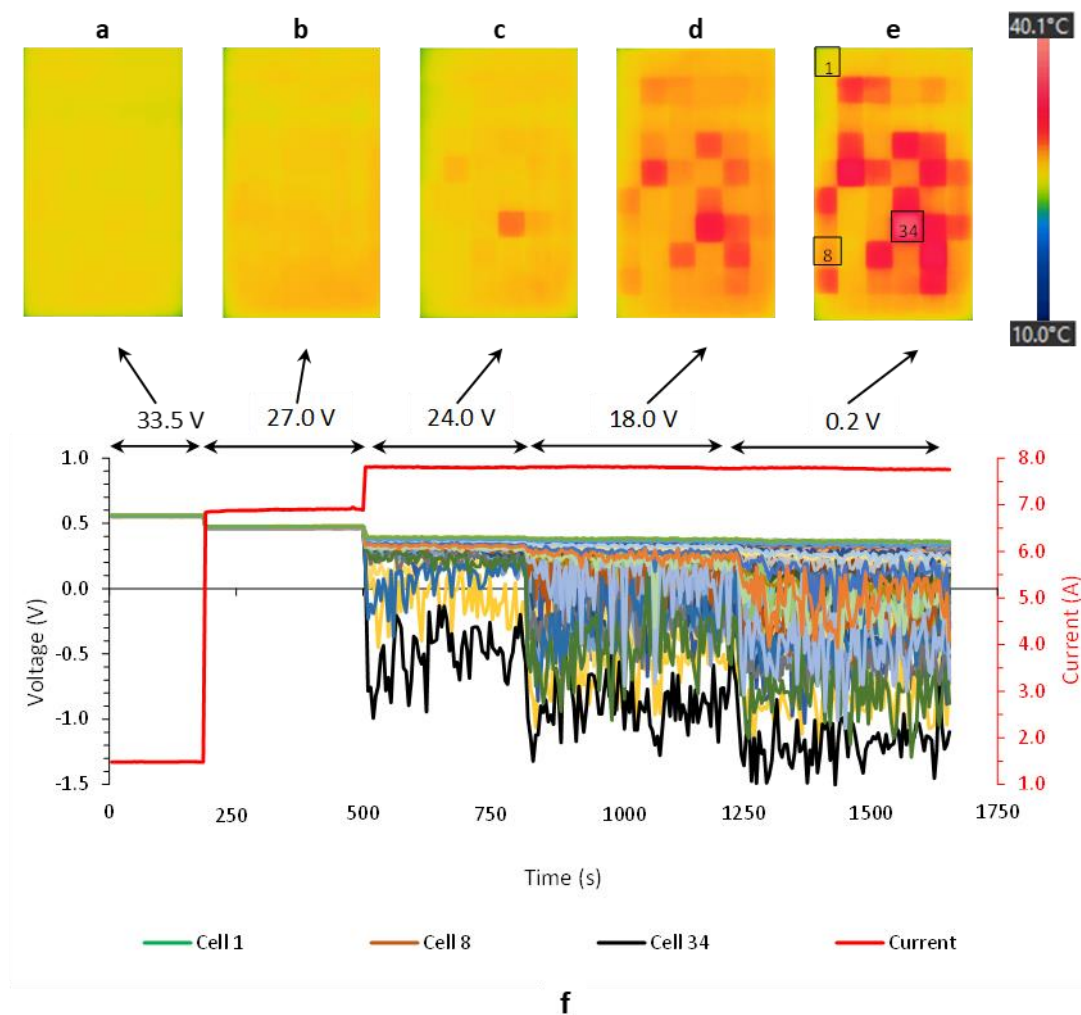 a b c d e
40.1°C
1
34
8
10.0°C
33.5 V 27.0 V 24.0 V 18.0 V 0.2 V
1.0 8.0
7.0
0.5 6.0
0.0 5.0
4.0
-0.5 3.0
-1.0 2.0
-1.5 1.0
Voltage (V)
Current (A)
0 250 500 750 1000 1250 1500 1750
Time (s)
Cell 1 Cell 8 Cell 34 Current
f